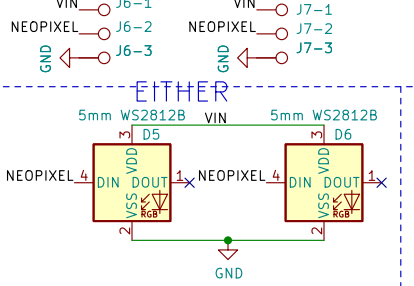 VIN J6-1 VIN J7-1
NEOPIXEL J6-2 NEOPIXEL J7-2
GND J6-3 GND J7-3
EITHER
5mm WS2812B 5mm WS2812B
D5 VIN D6
3 3
VDD VDD
NEOPIXEL 4 DIN DOUT 1 NEOPIXEL 4 DIN DOUT 1
VSS RGB VSS RGB
2 2
GND